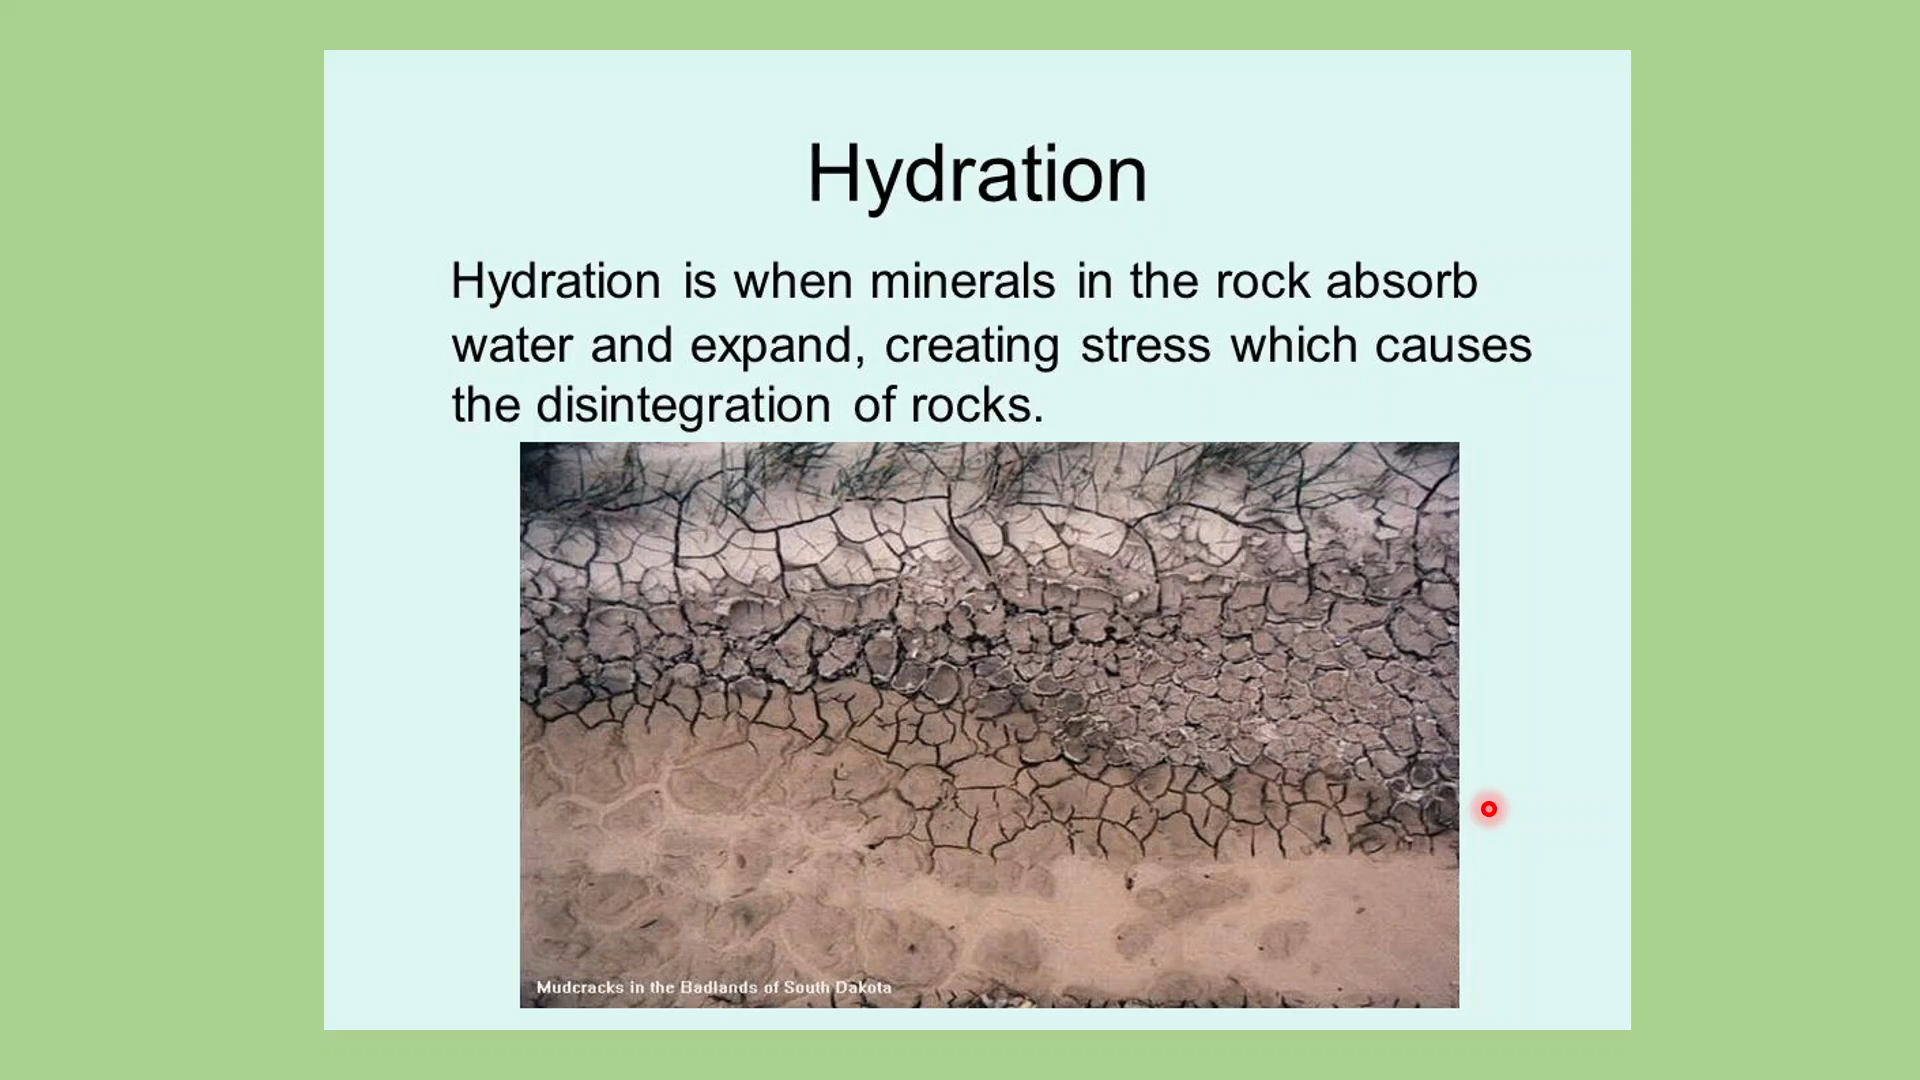 Hydration
Hydration is when minerals in the rock absorb
water and expand, creating stress which causes
the disintegration of rocks.
Mudcracks in the Badlands of South Dakota